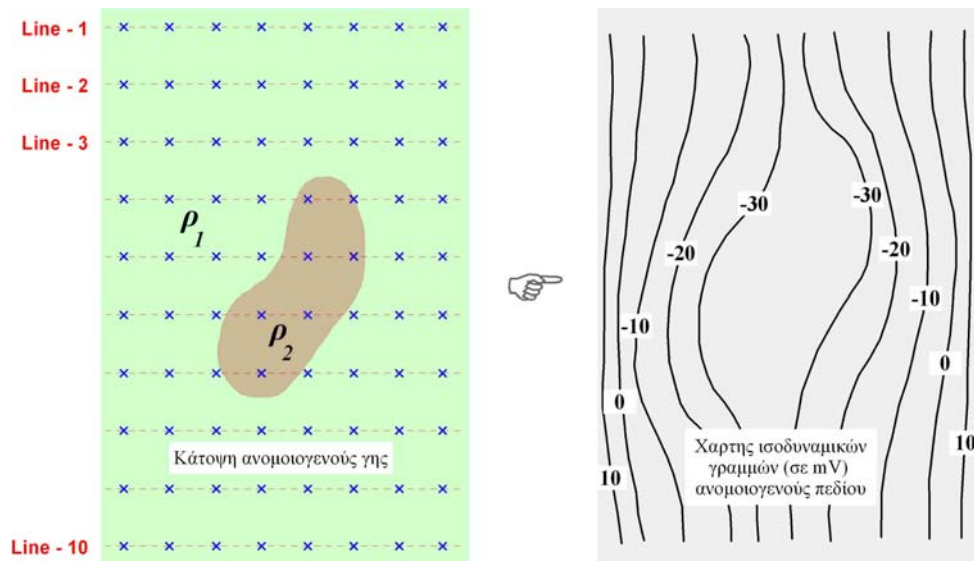 Line - 1
Line - 2
Line - 3
ρ1
ρ2
Κάτοψη ανομοιογενούς γης
Line - 10
-30
-30
-20
-20
-10
-10
0
0
10
10
Χαρτης ισοδυναμικών
γραμμών (σε mV)
ανομοιογενούς πεδίου